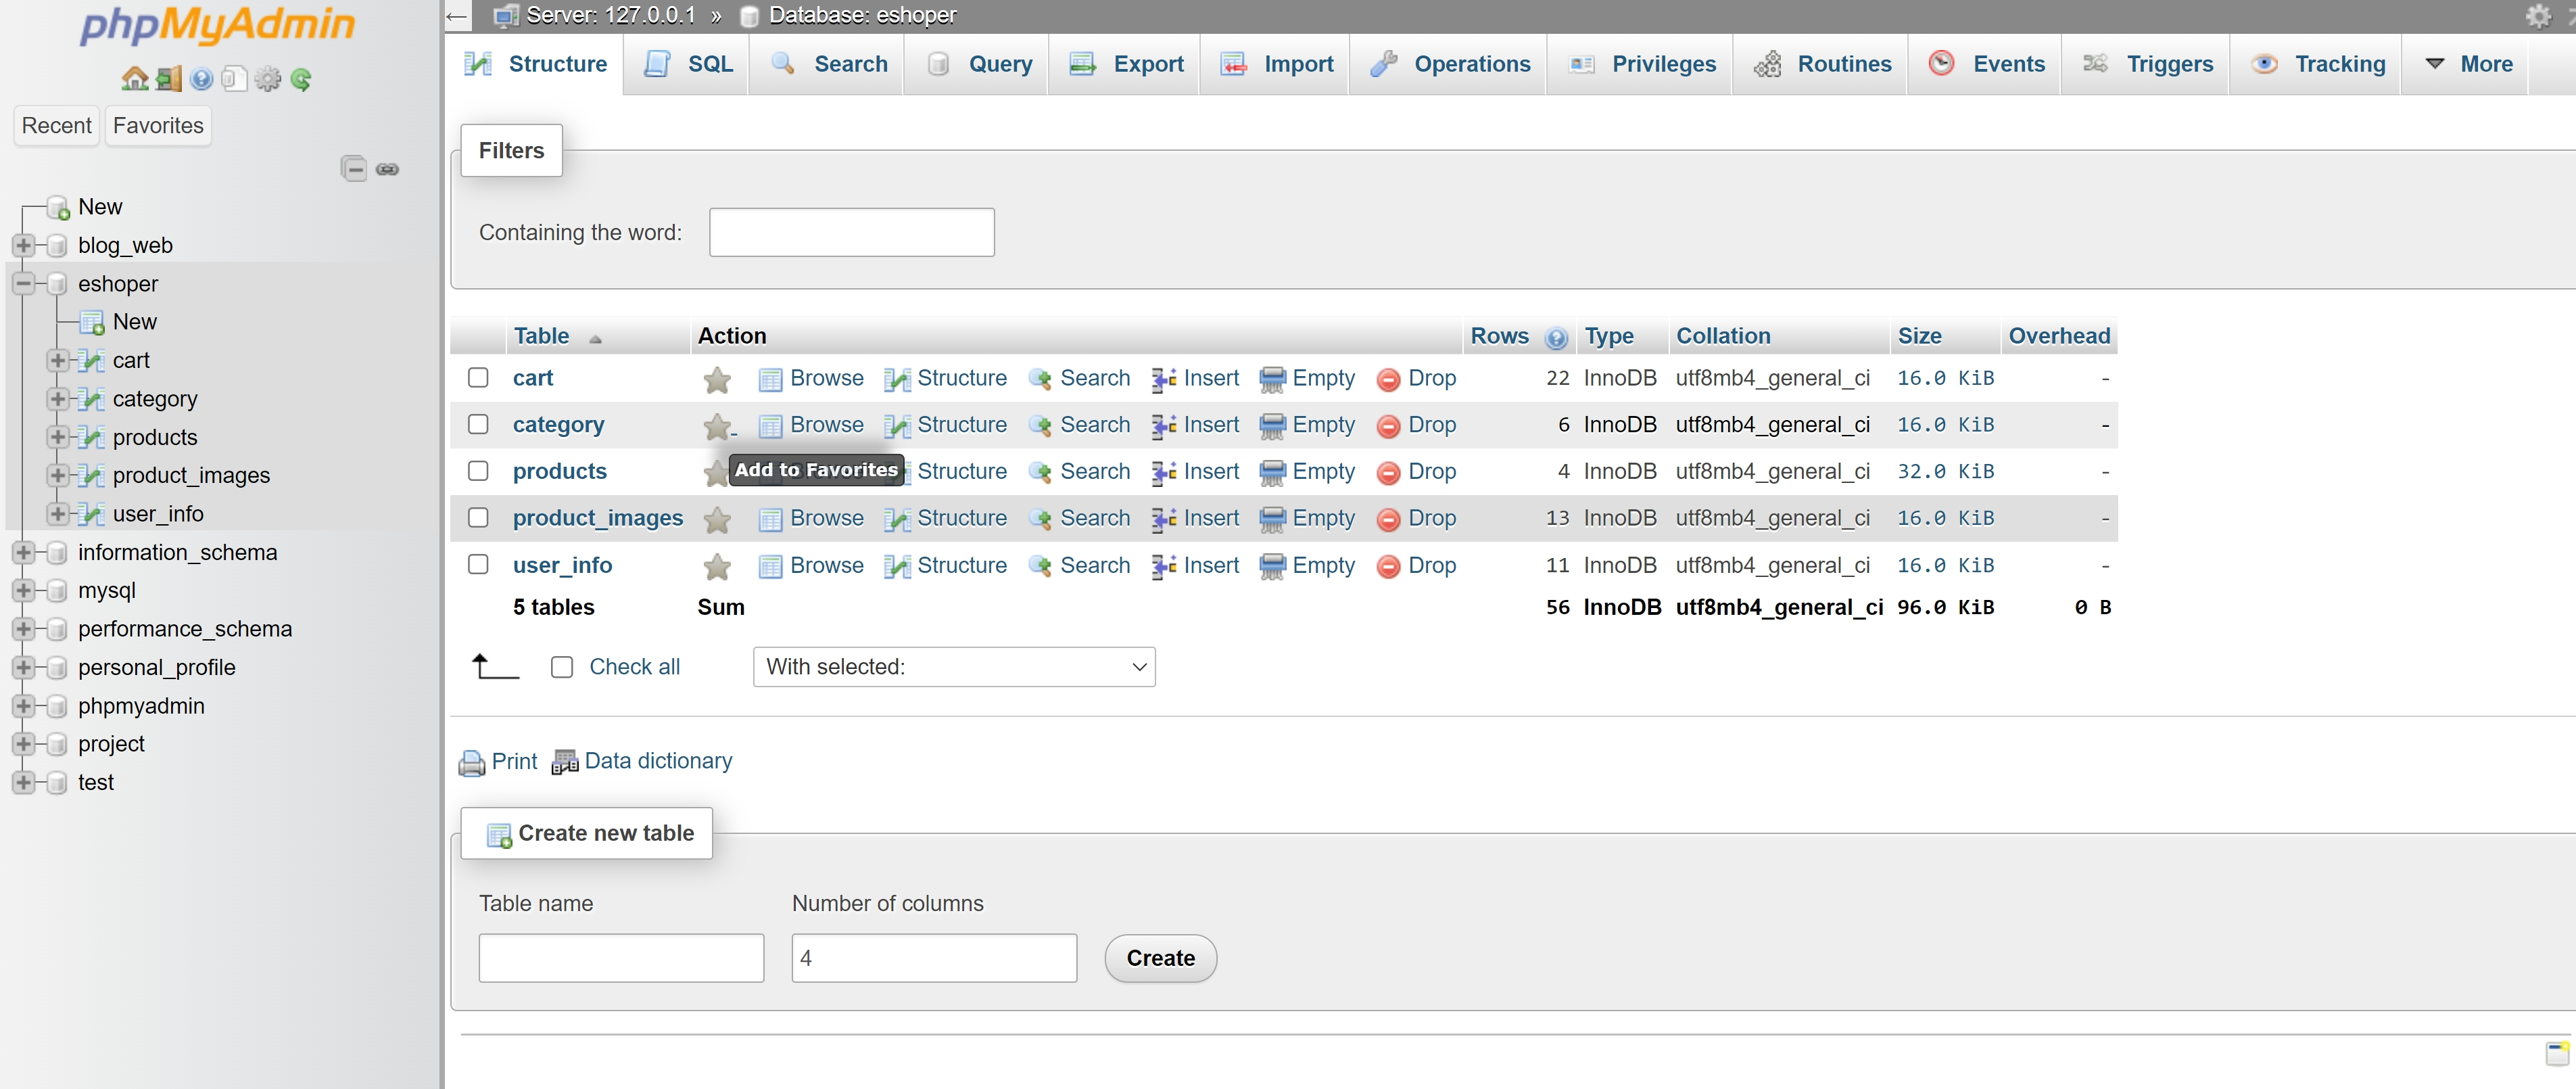 phpMyAdmin
Recent Favorites
New
blog_web
eshoper
New
cart
category
products
product_images
user_info
information_schema
mysql
performance_schema
personal_profile
phpmyadmin
project
test
Server: 127.0.0.1 » Database: eshoper
Structure SQL Search Query Export Import Operations Privileges Routines Events Triggers Tracking More
Filters
Containing the word:
Table Action Rows Type Collation Size Overhead
cart Browse Structure Search Insert Empty Drop 22 InnoDB utf8mb4_general_ci 16.0 KiB -
category Browse Structure Search Insert Empty Drop 6 InnoDB utf8mb4_general_ci 16.0 KiB -
products Add to Favorites Structure Search Insert Empty Drop 4 InnoDB utf8mb4_general_ci 32.0 KiB -
product_images Browse Structure Search Insert Empty Drop 13 InnoDB utf8mb4_general_ci 16.0 KiB -
user_info Browse Structure Search Insert Empty Drop 11 InnoDB utf8mb4_general_ci 16.0 KiB -
5 tables Sum 56 InnoDB utf8mb4_general_ci 96.0 KiB 0 B
Check all With selected:
Print Data dictionary
Create new table
Table name Number of columns
4 Create